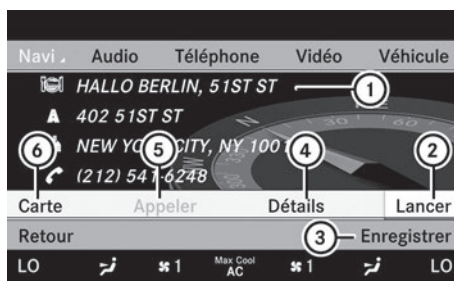 Navi Audio Téléphone Vidéo Véhicule
HALLO BERLIN, 51ST ST
1
A 402 51ST ST
NEW YO CITY, NY 100
6 5 4 2
(212) 541-6248
Carte Appeler Détails Lancer
Retour 3 Enregistrer
LO 1 Max Cool AC 1 LO